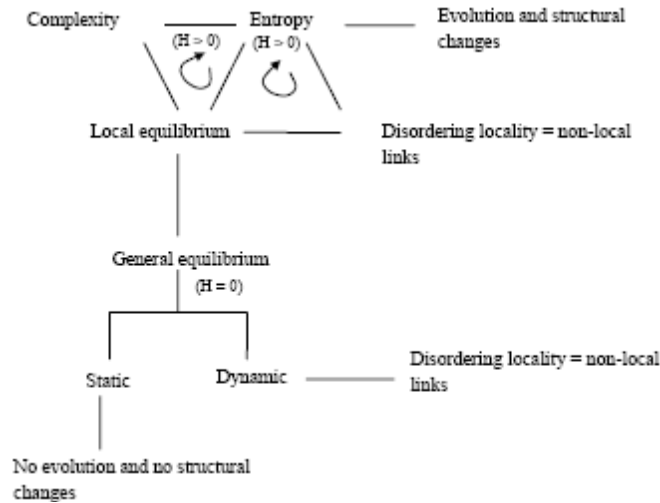 Complexity Entropy Evolution and structural
(H > 0) (H > 0) changes
Local equilibrium Disordering locality = non-local
links
General equilibrium
(H = 0)
Static Dynamic Disordering locality = non-local
links
No evolution and no structural
changes